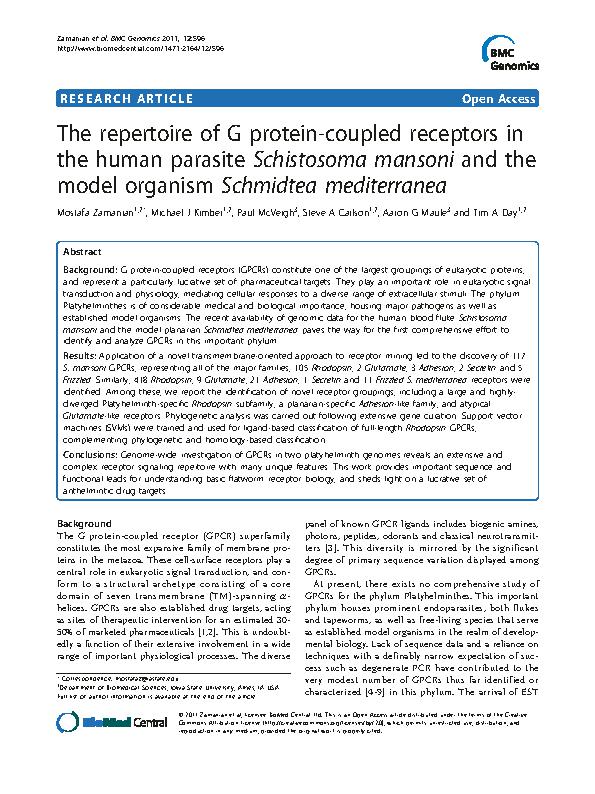 Zamanian et al. BMC Genomics 2011, 12:596
http://www.biomedcentral.com/1471-2164/12/596
BMC
Genomics
RESEARCH ARTICLE
Open Access
The repertoire of G protein-coupled receptors in
the human parasite Schistosoma mansoni and the
model organism Schmidtea mediterranea
Mostafa Zamanian1,2*, Michael J Kimber1,2, Paul McVeigh3, Steve A Carlson1,2, Aaron G Maule3 and Tim A Day1,2
Abstract
Background: G protein-coupled receptors (GPCRs) constitute one of the largest groupings of eukaryotic proteins,
and represent a particularly lucrative set of pharmaceutical targets. They play an important role in eukaryotic signal
transduction and physiology, mediating cellular responses to a diverse range of extracellular stimuli. The phylum
Platyhelminthes is of considerable medical and biological importance, housing major pathogens as well as
established model organisms. The recent availability of genomic data for the human blood fluke Schistosoma
mansoni and the model planarian Schmidtea mediterranea paves the way for the first comprehensive effort to
identify and analyze GPCRs in this important phylum.
Results: Application of a novel transmembrane-oriented approach to receptor mining led to the discovery of 117
S. mansoni GPCRs, representing all of the major families; 105 Rhodopsin, 2 Glutamate, 3 Adhesion, 2 Secretin and 5
Frizzled. Similarly, 418 Rhodopsin, 9 Glutamate, 21 Adhesion, 1 Secretin and 11 Frizzled S. mediterranea receptors were
identified. Among these, we report the identification of novel receptor groupings, including a large and highly-
diverged Platyhelminth-specific Rhodopsin subfamily, a planarian-specific Adhesion-like family, and atypical
Glutamate-like receptors. Phylogenetic analysis was carried out following extensive gene curation. Support vector
machines (SVMs) were trained and used for ligand-based classification of full-length Rhodopsin GPCRs,
complementing phylogenetic and homology-based classification.
Conclusions: Genome-wide investigation of GPCRs in two platyhelminth genomes reveals an extensive and
complex receptor signaling repertoire with many unique features. This work provides important sequence and
functional leads for understanding basic flatworm receptor biology, and sheds light on a lucrative set of
anthelmintic drug targets.
Background
The G protein-coupled receptor (GPCR) superfamily
constitutes the most expansive family of membrane pro-
teins in the metazoa. These cell-surface receptors play a
central role in eukaryotic signal transduction, and con-
form to a structural archetype consisting of a core
domain of seven transmembrane (TM)-spanning α-
helices. GPCRs are also established drug targets, acting
as sites of therapeutic intervention for an estimated 30-
50% of marketed pharmaceuticals [1,2]. This is undoubt-
edly a function of their extensive involvement in a wide
range of important physiological processes. The diverse
* Correspondence: mostafaz@iastate.edu
1Department of Biomedical Sciences, Iowa State University, Ames, IA, USA
Full list of author information is available at the end of the article
panel of known GPCR ligands includes biogenic amines,
photons, peptides, odorants and classical neurotransmit-
ters [3]. This diversity is mirrored by the significant
degree of primary sequence variation displayed among
GPCRs.
At present, there exists no comprehensive study of
GPCRs for the phylum Platyhelminthes. This important
phylum houses prominent endoparasites, both flukes
and tapeworms, as well as free-living species that serve
as established model organisms in the realm of develop-
mental biology. Lack of sequence data and a reliance on
techniques with a definably narrow expectation of suc-
cess such as degenerate PCR have contributed to the
very modest number of GPCRs thus far identified or
characterized [4-9] in this phylum. The arrival of EST
BioMed Central
© 2011 Zamanian et al; licensee BioMed Central Ltd. This is an Open Access article distributed under the terms of the Creative
Commons Attribution License (http://creativecommons.org/licenses/by/2.0), which permits unrestricted use, distribution, and
reproduction in any medium, provided the original work is properly cited.